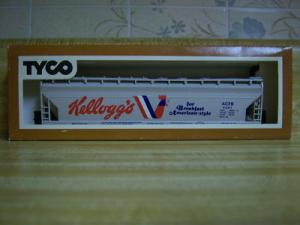 TYCO
Kellogg's
for
Breakfast
American-style
ACFX